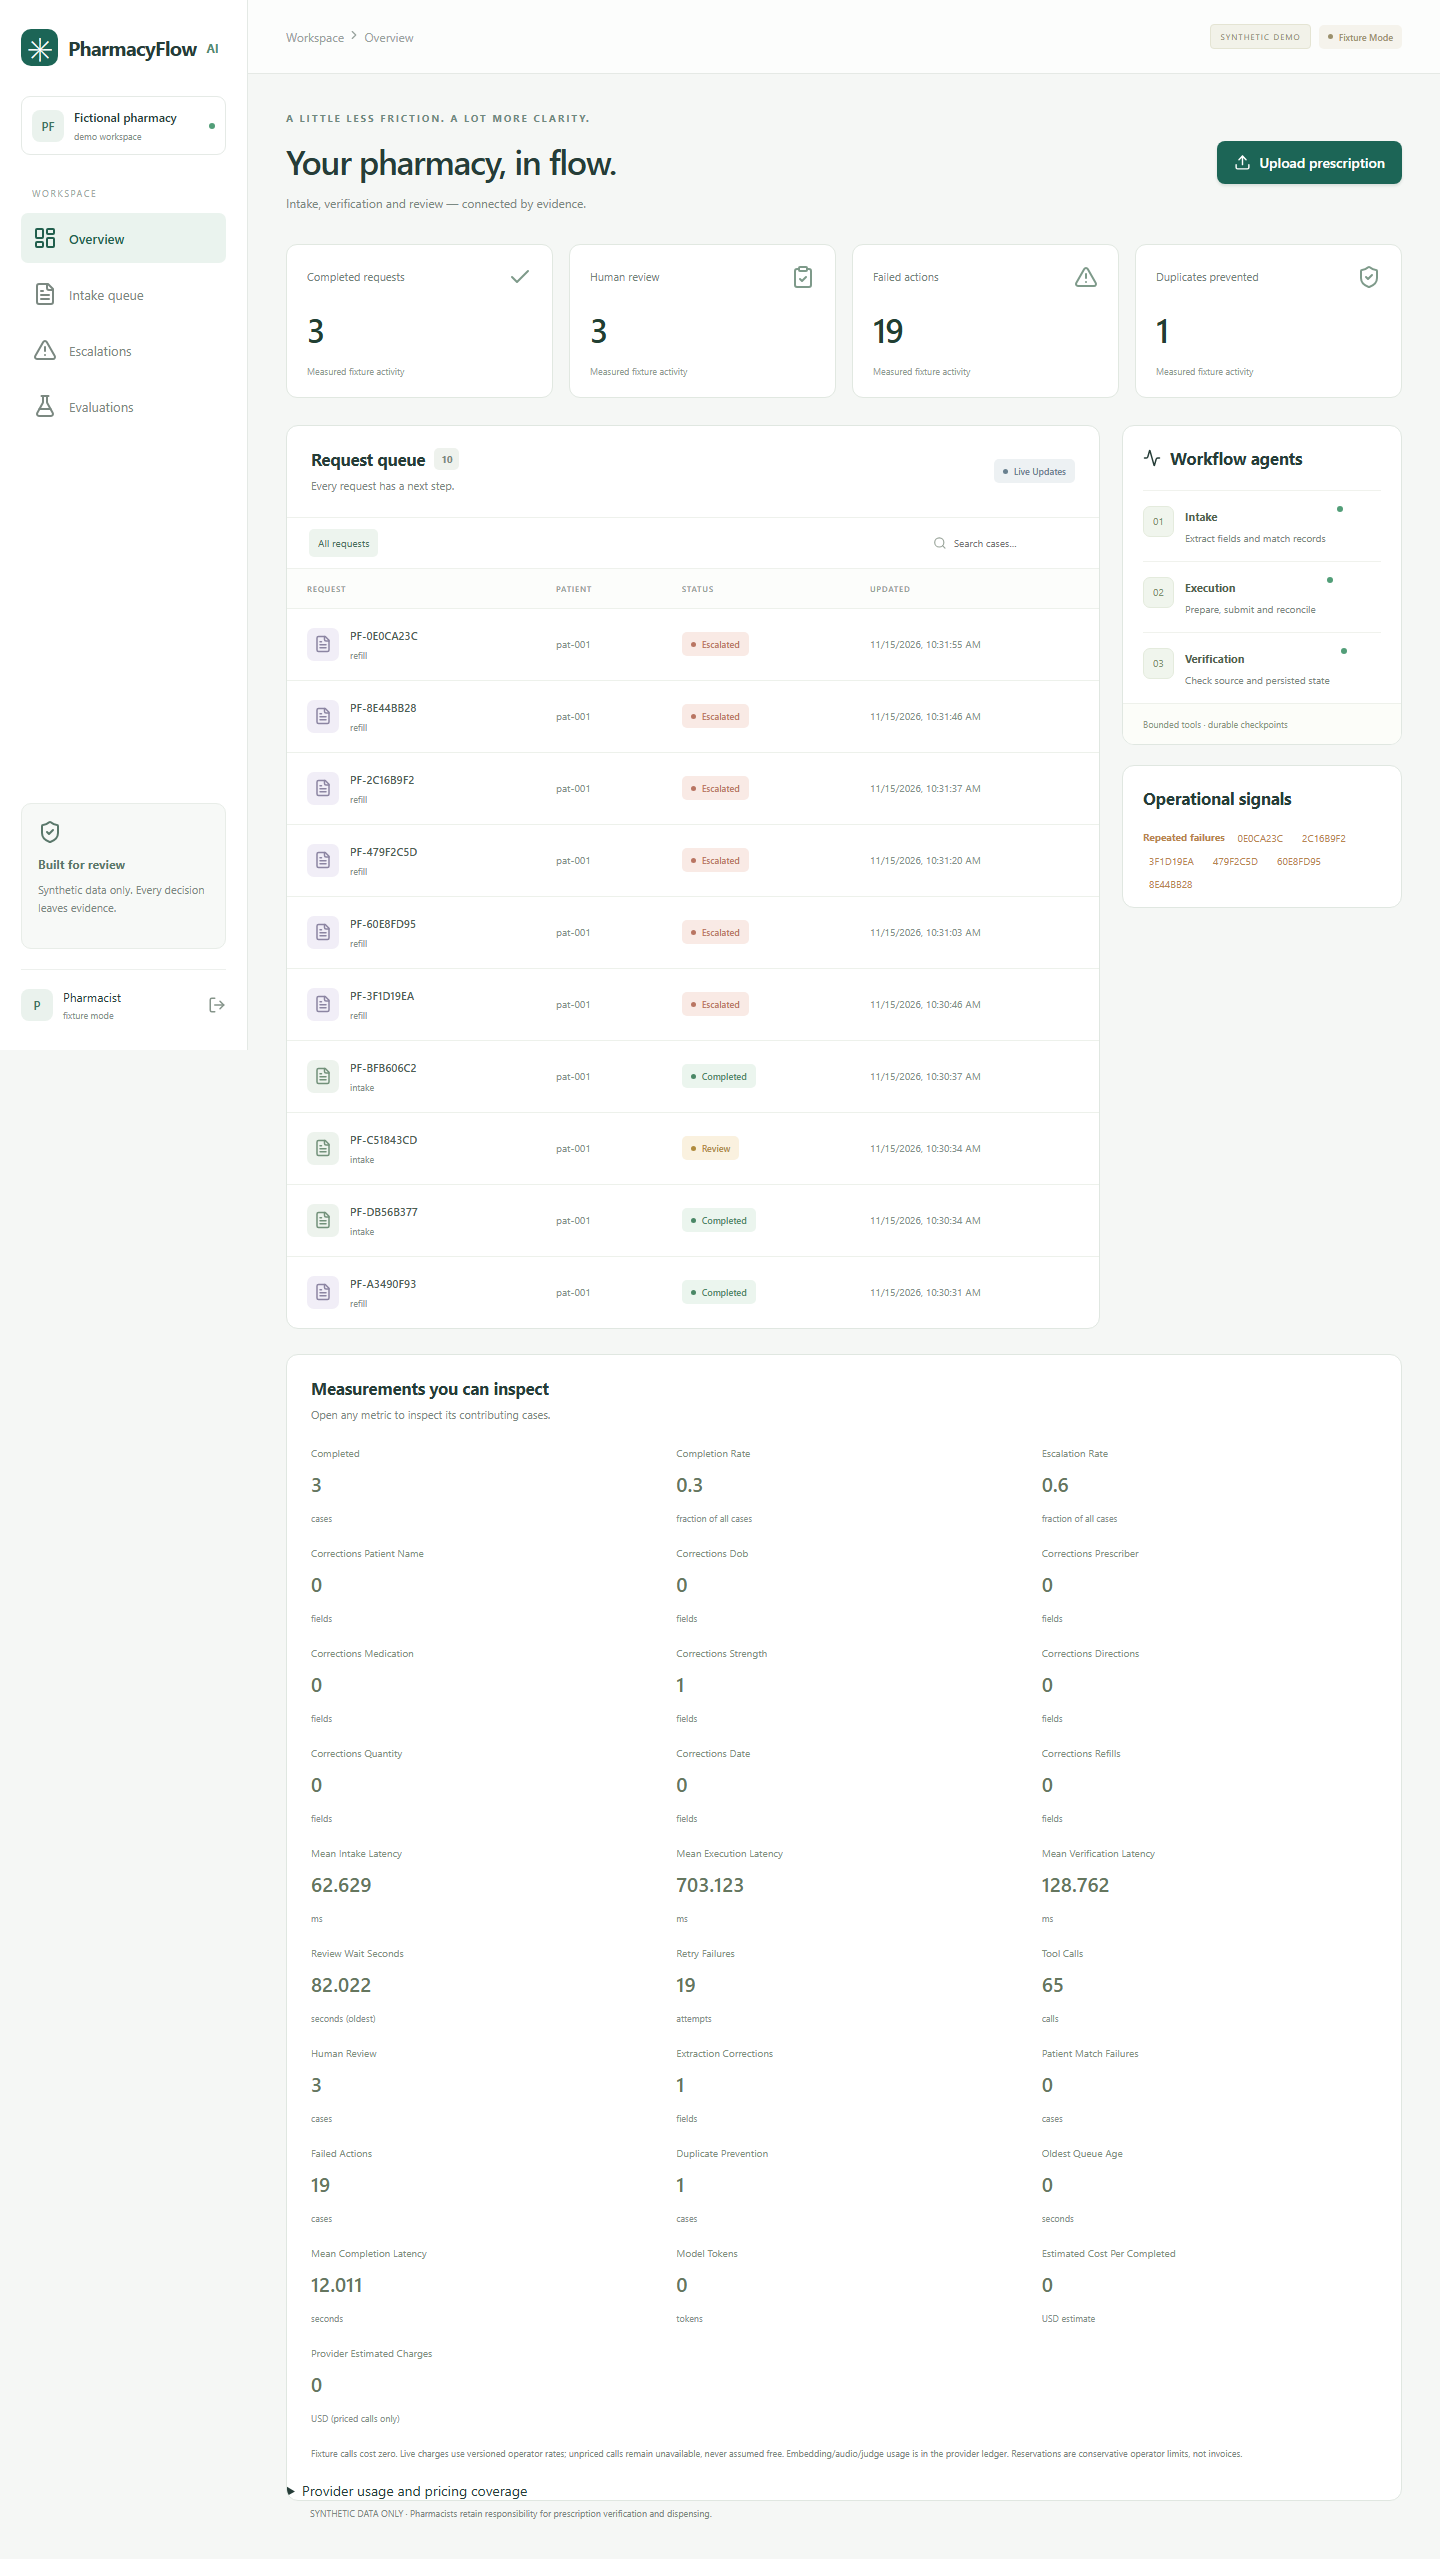 PharmacyFlow AI
PF
Fictional pharmacy
demo workspace
WORKSPACE
Overview
Intake queue
Escalations
Evaluations
Built for review
Synthetic data only. Every decision
leaves evidence.
P
Pharmacist
fixture mode
Workspace > Overview
SYNTHETIC DEMO
Fixture Mode
A LITTLE LESS FRICTION. A LOT MORE CLARITY.
Your pharmacy, in flow.
Intake, verification and review — connected by evidence.
Upload prescription
Completed requests
3
Measured fixture activity
Human review
3
Measured fixture activity
Failed actions
19
Measured fixture activity
Duplicates prevented
1
Measured fixture activity
Request queue 10
Every request has a next step.
Live Updates
All requests
Search cases...
REQUEST PATIENT STATUS UPDATED
PF-0E0CA23C
refill
pat-001 Escalated 11/15/2026, 10:31:55 AM
PF-8E44BB28
refill
pat-001 Escalated 11/15/2026, 10:31:46 AM
PF-2C16B9F2
refill
pat-001 Escalated 11/15/2026, 10:31:37 AM
PF-479F2C5D
refill
pat-001 Escalated 11/15/2026, 10:31:20 AM
PF-60E8FD95
refill
pat-001 Escalated 11/15/2026, 10:31:03 AM
PF-3F1D19EA
refill
pat-001 Escalated 11/15/2026, 10:30:46 AM
PF-BFB606C2
intake
pat-001 Completed 11/15/2026, 10:30:37 AM
PF-C51843CD
intake
pat-001 Review 11/15/2026, 10:30:34 AM
PF-DB56B377
intake
pat-001 Completed 11/15/2026, 10:30:34 AM
PF-A3490F93
refill
pat-001 Completed 11/15/2026, 10:30:31 AM
Workflow agents
01
Intake
Extract fields and match records
02
Execution
Prepare, submit and reconcile
03
Verification
Check source and persisted state
Bounded tools · durable checkpoints
Operational signals
Repeated failures 0E0CA23C 2C16B9F2
3F1D19EA 479F2C5D 60E8FD95
8E44BB28
Measurements you can inspect
Open any metric to inspect its contributing cases.
Completed
3
cases
Completion Rate
0.3
fraction of all cases
Escalation Rate
0.6
fraction of all cases
Corrections Patient Name
0
fields
Corrections Dob
0
fields
Corrections Prescriber
0
fields
Corrections Medication
0
fields
Corrections Strength
1
fields
Corrections Directions
0
fields
Corrections Quantity
0
fields
Corrections Date
0
fields
Corrections Refills
0
fields
Mean Intake Latency
62.629
ms
Mean Execution Latency
703.123
ms
Mean Verification Latency
128.762
ms
Review Wait Seconds
82.022
seconds (oldest)
Retry Failures
19
attempts
Tool Calls
65
calls
Human Review
3
cases
Extraction Corrections
1
fields
Patient Match Failures
0
cases
Failed Actions
19
cases
Duplicate Prevention
1
cases
Oldest Queue Age
0
seconds
Mean Completion Latency
12.011
seconds
Model Tokens
0
tokens
Estimated Cost Per Completed
0
USD estimate
Provider Estimated Charges
0
USD (priced calls only)
Fixture calls cost zero. Live charges use versioned operator rates; unpriced calls remain unavailable, never assumed free. Embedding/audio/judge usage is in the provider ledger. Reservations are conservative operator limits, not invoices.
Provider usage and pricing coverage
SYNTHETIC DATA ONLY · Pharmacists retain responsibility for prescription verification and dispensing.